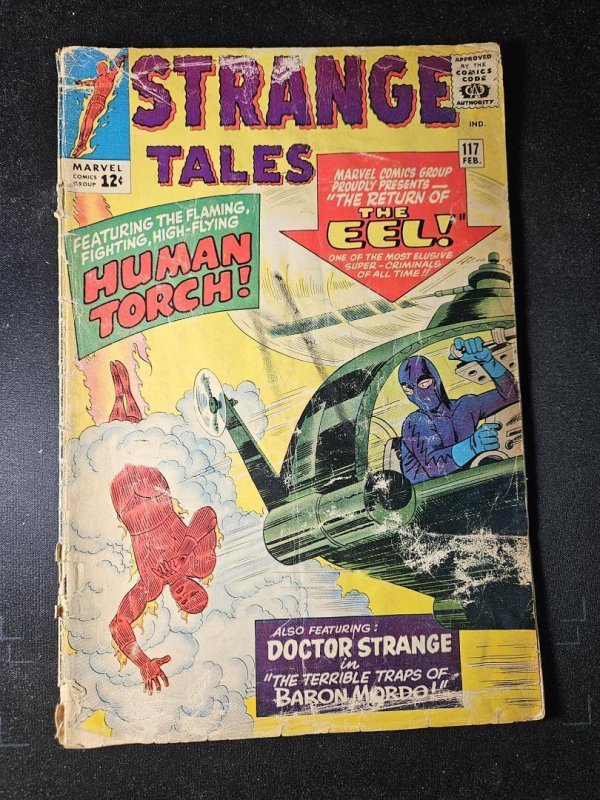 MARVEL
COMICS
GROUP 12¢
STRANGE
TALES
APPROVED
BY THE
COMICS
CODE
CA
AUTHORITY
IND.
117
FEB.
MARVEL COMICS GROUP
PROUDLY PRESENTS—
"THE RETURN OF
THE
EEL!"
ONE OF THE MOST ELUSIVE
SUPER-CRIMINALS
OF ALL TIME!!
FEATURING THE FLAMING,
FIGHTING, HIGH-FLYING
HUMAN
TORCH!
ALSO FEATURING:
DOCTOR STRANGE
in
"THE TERRIBLE TRAPS OF
BARON MORDO!"